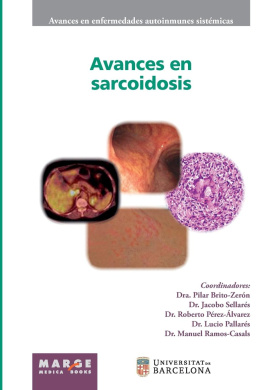 Avances en enfermedades autoinmunes sistémicas
Avances en
sarcoidosis
Coordinadores:
Dra. Pilar Brito-Zerón
Dr. Jacobo Sellarés
Dr. Roberto Pérez-Álvarez
Dr. Lucio Pallarés
Dr. Manuel Ramos-Casals
MARGE
MEDICA BOOKS
UNIVERSITAT DE
BARCELONA